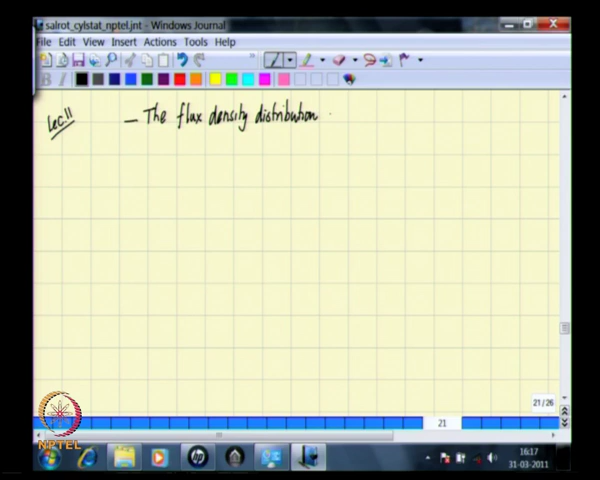 salrot_cylstat_nptel.jnt - Windows Journal
File Edit View Insert Actions Tools Help
Lec.11
— The flux density distribution
21 / 26
21
NPTEL
16:17
31-03-2011